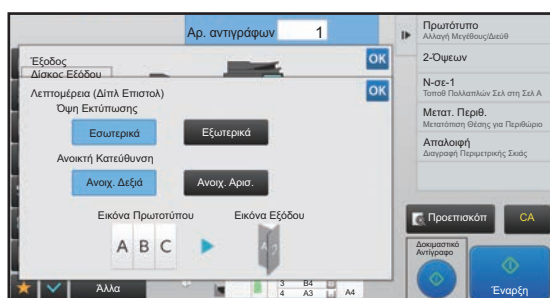 Αρ. αντιγράφων 1
Έξοδος
OK
Δίσκος Εξόδου
Λεπτομέρεια (Δίπλ Επιστολ)
OK
Όψη Εκτύπωσης
Εσωτερικά
Εξωτερικά
Ανοικτή Κατεύθυνση
Ανοιχ. Δεξιά
Ανοιχ. Αρισ.
Εικόνα Πρωτοτύπου
Εικόνα Εξόδου
A B C
Άλλα
3 B4
4 A3
A4
Πρωτότυπο
Αλλαγή Μεγέθους/Διεύθ
2-Όψεων
N-σε-1
Τοποθ Πολλαπλών Σελ στη Σελ Α
Μετατ. Περιθ.
Μετατόπιση Θέσης για Περιθώριο
Απαλοιφή
Διαγραφή Περιμετρικής Σκιάς
Προεπισκόπ
CA
Δοκιμαστικό
Αντίγραφο
Έναρξη